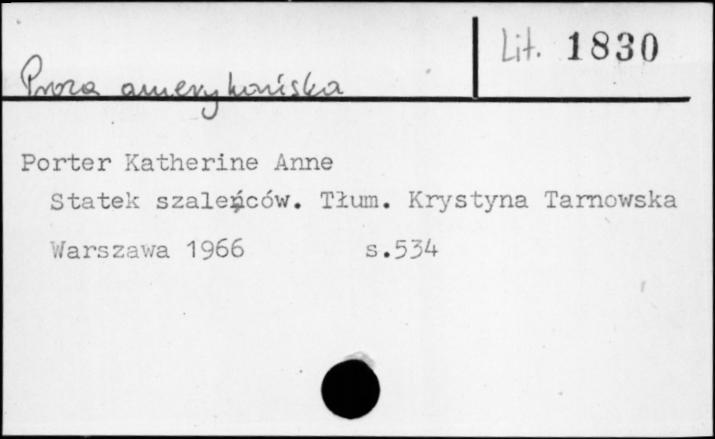 Lit. 1830
Proza amerykańska
Porter Katherine Anne
Statek szaleńców. Tłum. Krystyna Tarnowska
Warszawa 1966 s.534